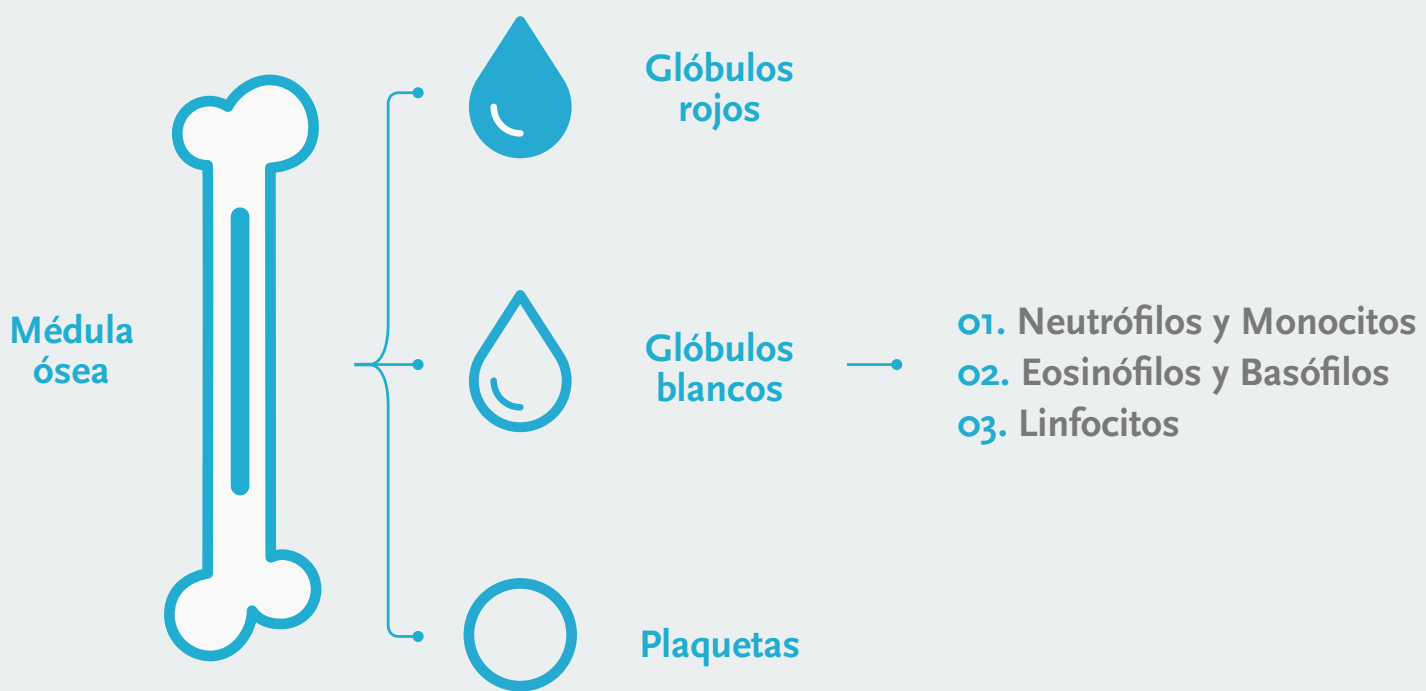 Médula
ósea
Glóbulos
rojos
Glóbulos
blancos
01. Neutrófilos y Monocitos
02. Eosinófilos y Basófilos
03. Linfocitos
Plaquetas